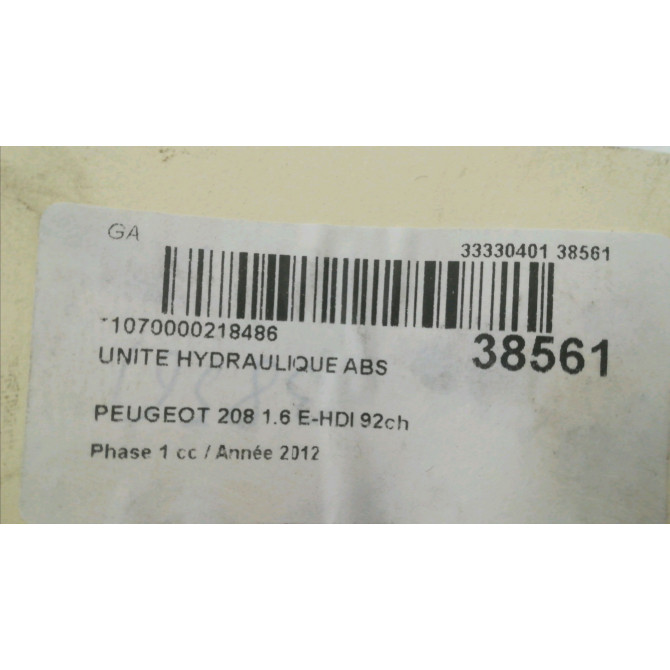 GA
33330401 38561
*1070000218486
38561
UNITE HYDRAULIQUE ABS
PEUGEOT 208 1.6 E-HDI 92ch
Phase 1 cc / Année 2012